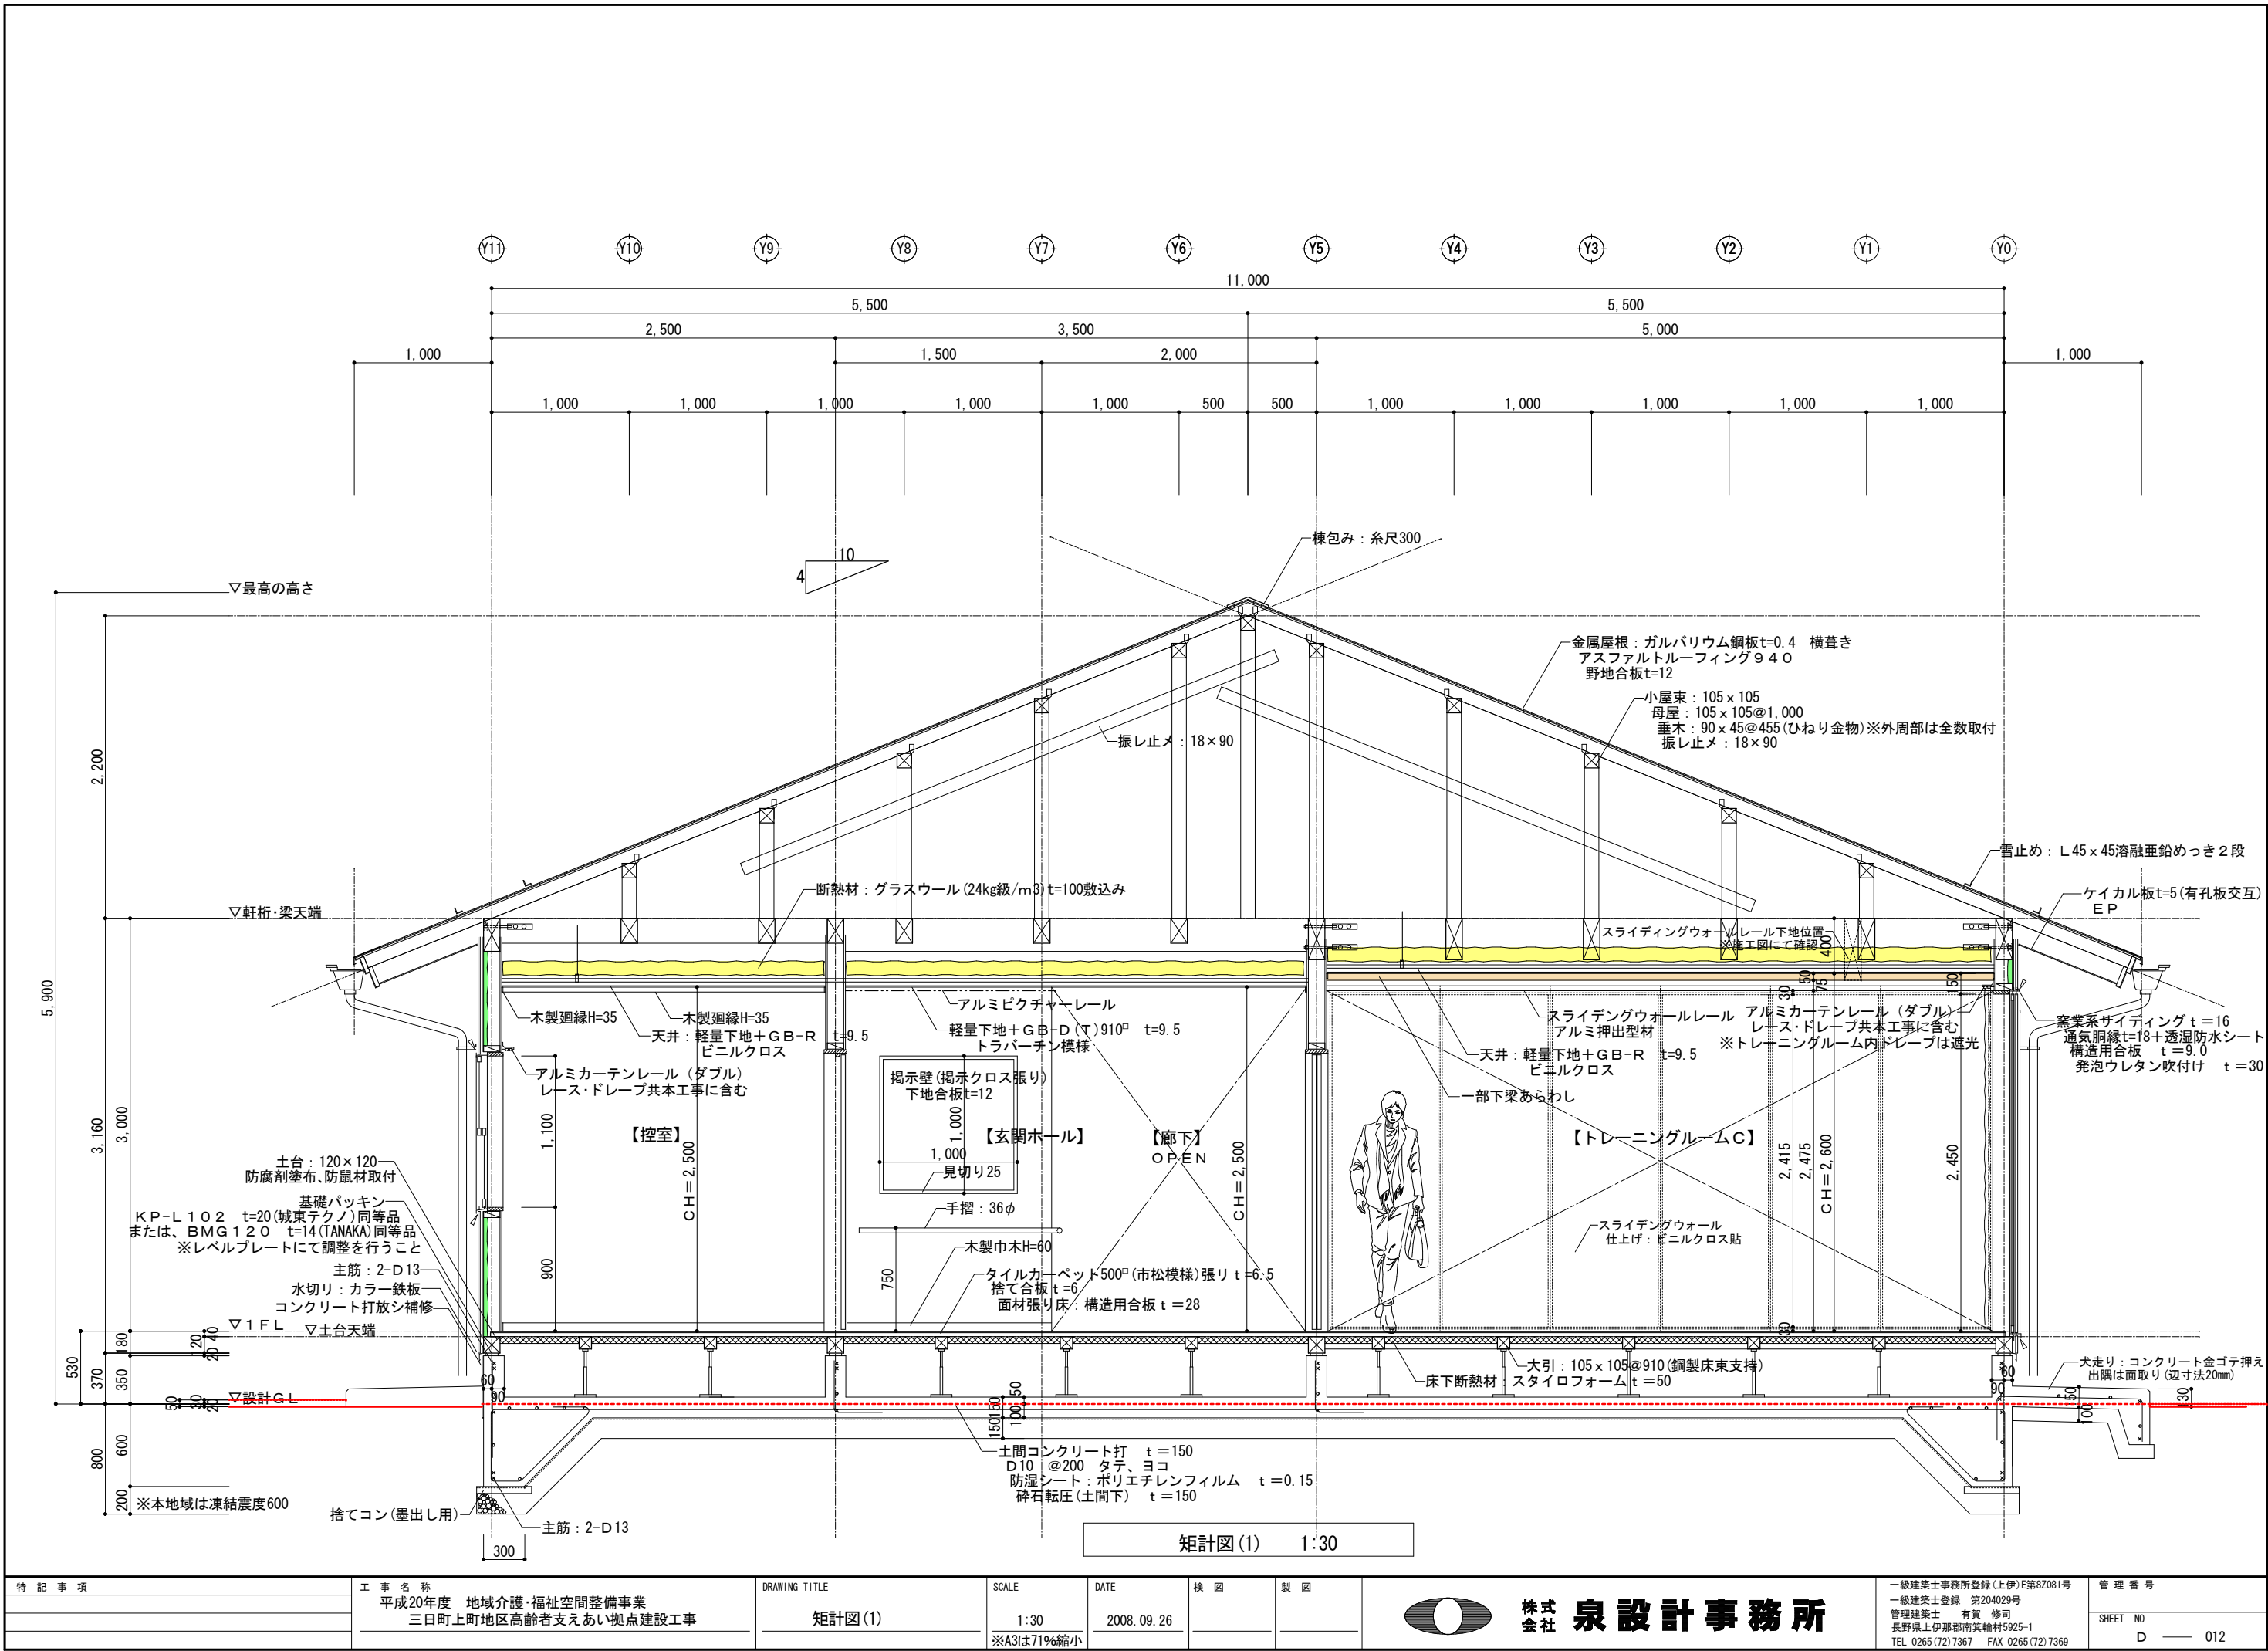 Y11 Y10 Y9 Y8 Y7 Y6 Y5 Y4 Y3 Y2 Y1 Y0
11,000
5,500 5,500
2,500 3,500 5,000
1,000 1,500 2,000 1,000
1,000 1,000 1,000 1,000 1,000 500 500 1,000 1,000 1,000 1,000 1,000
棟包み：糸尺300
10
4
▽最高の高さ
金属屋根：ガルバリウム鋼板t=0.4 横葺き
アスファルトルーフィング９４０
野地合板t=12
小屋束：105ｘ105
母屋：105ｘ105@1,000
垂木：90ｘ45@455(ひねり金物)※外周部は全数取付
振レ止メ：18×90
振レ止メ：18×90
2,200
5,900
雪止め：Ｌ45ｘ45溶融亜鉛めっき２段
断熱材：グラスウール(24kg級/ｍ3)t=100敷込み
ケイカル板t=5(有孔板交互)
ＥＰ
▽軒桁･梁天端
スライディングウォールレール下地位置
※施工図にて確認
400
50
75
30
150
木製廻縁H=35
木製廻縁H=35
天井：軽量下地＋ＧＢ-Ｒ t=9.5
ビニルクロス
アルミピクチャーレール
軽量下地＋ＧＢ-Ｄ(Ｔ)910□ t=9.5
トラバーチン模様
スライデングウォールレール
アルミ押出型材
アルミカーテンレール（ダブル）
レース･ドレープ共本工事に含む
※トレーニングルーム内ドレープは遮光
窯業系サイディングｔ＝16
通気胴縁t=18＋透湿防水シート
構造用合板 ｔ＝9.0
発泡ウレタン吹付け ｔ＝30
天井：軽量下地＋ＧＢ-Ｒ t=9.5
ビニルクロス
一部下梁あらわし
アルミカーテンレール（ダブル）
レース･ドレープ共本工事に含む
掲示壁(掲示クロス張り)
下地合板t=12
3,160
3,000
1,100
1,000
1,000
【控室】
【玄関ホール】
【廊下】
ＯＰＥＮ
【トレーニングルームＣ】
ＣＨ＝2,500
ＣＨ＝2,500
2,415
2,475
ＣＨ＝2,600
2,450
見切り25
手摺：36φ
土台：120×120
防腐剤塗布､防鼠材取付
基礎パッキン
ＫＰ-Ｌ１０２ t=20(城東テクノ)同等品
または、ＢＭＧ１２０ t=14(TANAKA)同等品
※レベルプレートにて調整を行うこと
主筋：2-Ｄ13
水切り：カラー鉄板
コンクリート打放シ補修
スライデングウォール
仕上げ：ビニルクロス貼
木製巾木H=60
900
750
タイルカーペット500□(市松模様)張リｔ=6.5
捨て合板ｔ=6
面材張り床：構造用合板ｔ＝28
▽１ＦＬ
▽土台天端
180
120
40
20
30
530
370
350
60
90
大引：105ｘ105@910(鋼製床束支持)
床下断熱材：スタイロフォームｔ＝50
60
90
犬走り：コンクリート金ゴテ押え
出隅は面取り(辺寸法20mm)
▽設計ＧＬ
50
30
20
150
150
50
100
150
100
130
800
600
200
土間コンクリート打 ｔ＝150
Ｄ10 @200 タテ、ヨコ
防湿シート：ポリエチレンフィルム ｔ＝0.15
砕石転圧(土間下) ｔ＝150
※本地域は凍結震度600
捨てコン(墨出し用)
主筋：2-Ｄ13
300
矩計図(1) 1:30
特記事項
工事名称
平成20年度 地域介護･福祉空間整備事業
三日町上町地区高齢者支えあい拠点建設工事
DRAWING TITLE
矩計図(1)
SCALE
1:30
※A3は71%縮小
DATE
2008.09.26
検図
製図
株式会社 泉設計事務所
一級建築士事務所登録(上伊)E第8Z081号
一級建築士登録 第204029号
管理建築士 有賀 修司
長野県上伊那郡南箕輪村5925-1
TEL 0265(72)7367 FAX 0265(72)7369
管理番号
SHEET NO
D ── 012